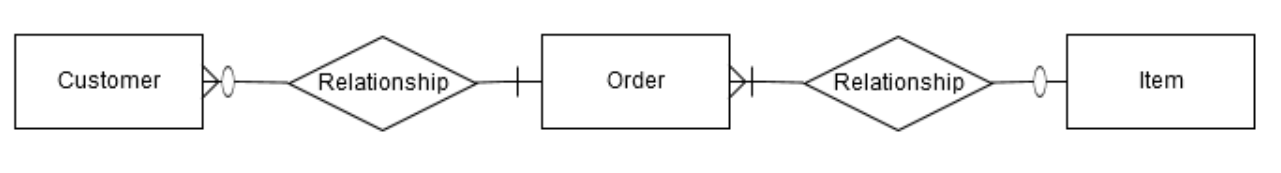 Customer
Relationship
Order
Relationship
Item